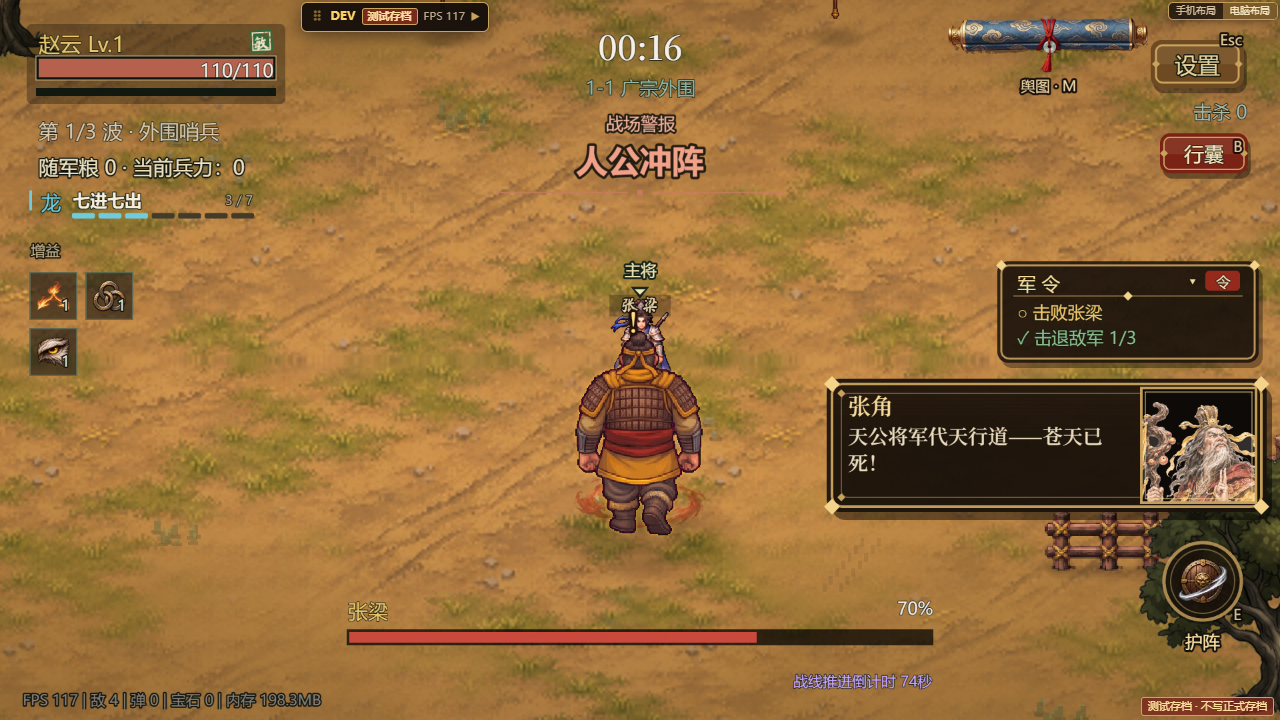 DEV 测试存档 FPS 117
手机布局 电脑布局
赵云 Lv.1 敏
110/110
00:16
1-1 广宗外围
战场警报
人公冲阵
舆图·M
Esc
设置
击杀 0
行囊 B
第 1/3 波·外围哨兵
随军粮 0·当前兵力：0
龙 七进七出 3/7
增益
1
1
1
主将
张梁
军令 令
击败张梁
✓击退敌军 1/3
张角
天公将军代天行道——苍天已
死！
E
护阵
张梁 70%
战线推进倒计时 74秒
FPS 117 | 敌 4 | 弹 0 | 宝石 0 | 内存 198.3MB
测试存档·不写正式存档